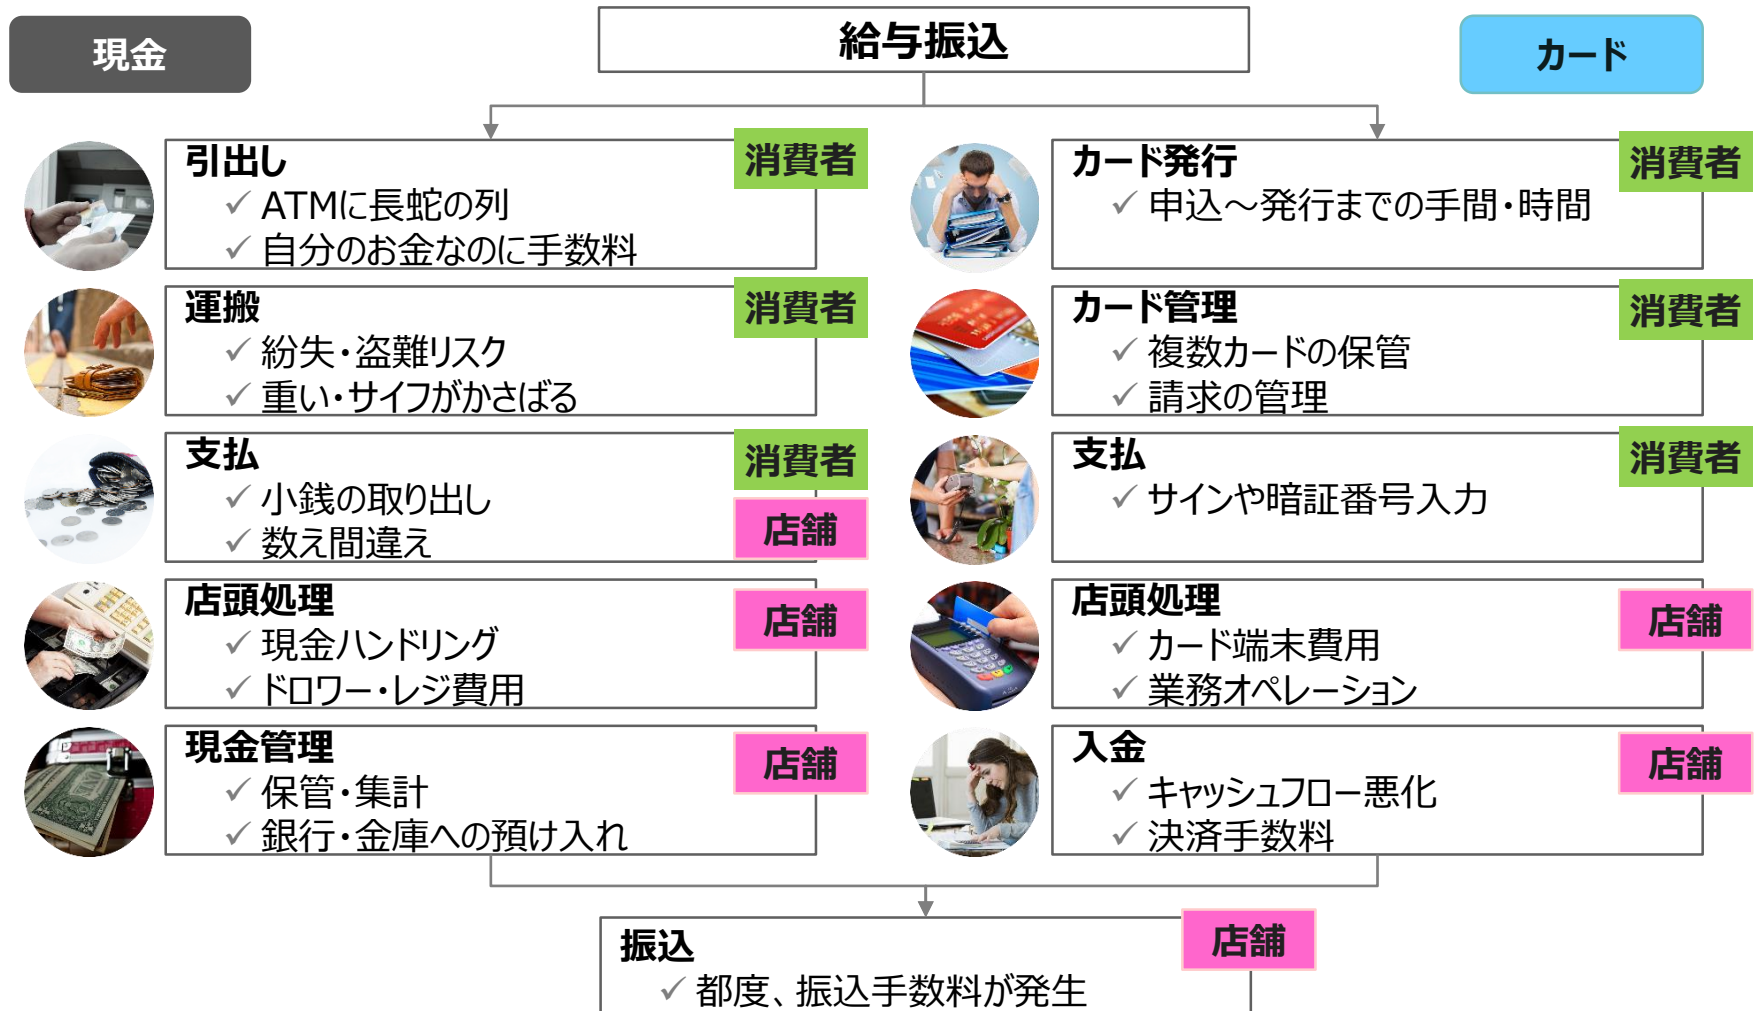 現金
給与振込
カード
引出し
消費者
ATMに長蛇の列
自分のお金なのに手数料
運搬
消費者
紛失・盗難リスク
重い・サイフがかさばる
支払
消費者
小銭の取り出し
店舗
数え間違え
店頭処理
店舗
現金ハンドリング
ドロワー・レジ費用
現金管理
店舗
保管・集計
銀行・金庫への預け入れ
カード発行
消費者
申込～発行までの手間・時間
カード管理
消費者
複数カードの保管
請求の管理
支払
消費者
サインや暗証番号入力
店頭処理
店舗
カード端末費用
業務オペレーション
入金
店舗
キャッシュフロー悪化
決済手数料
振込
店舗
都度、振込手数料が発生